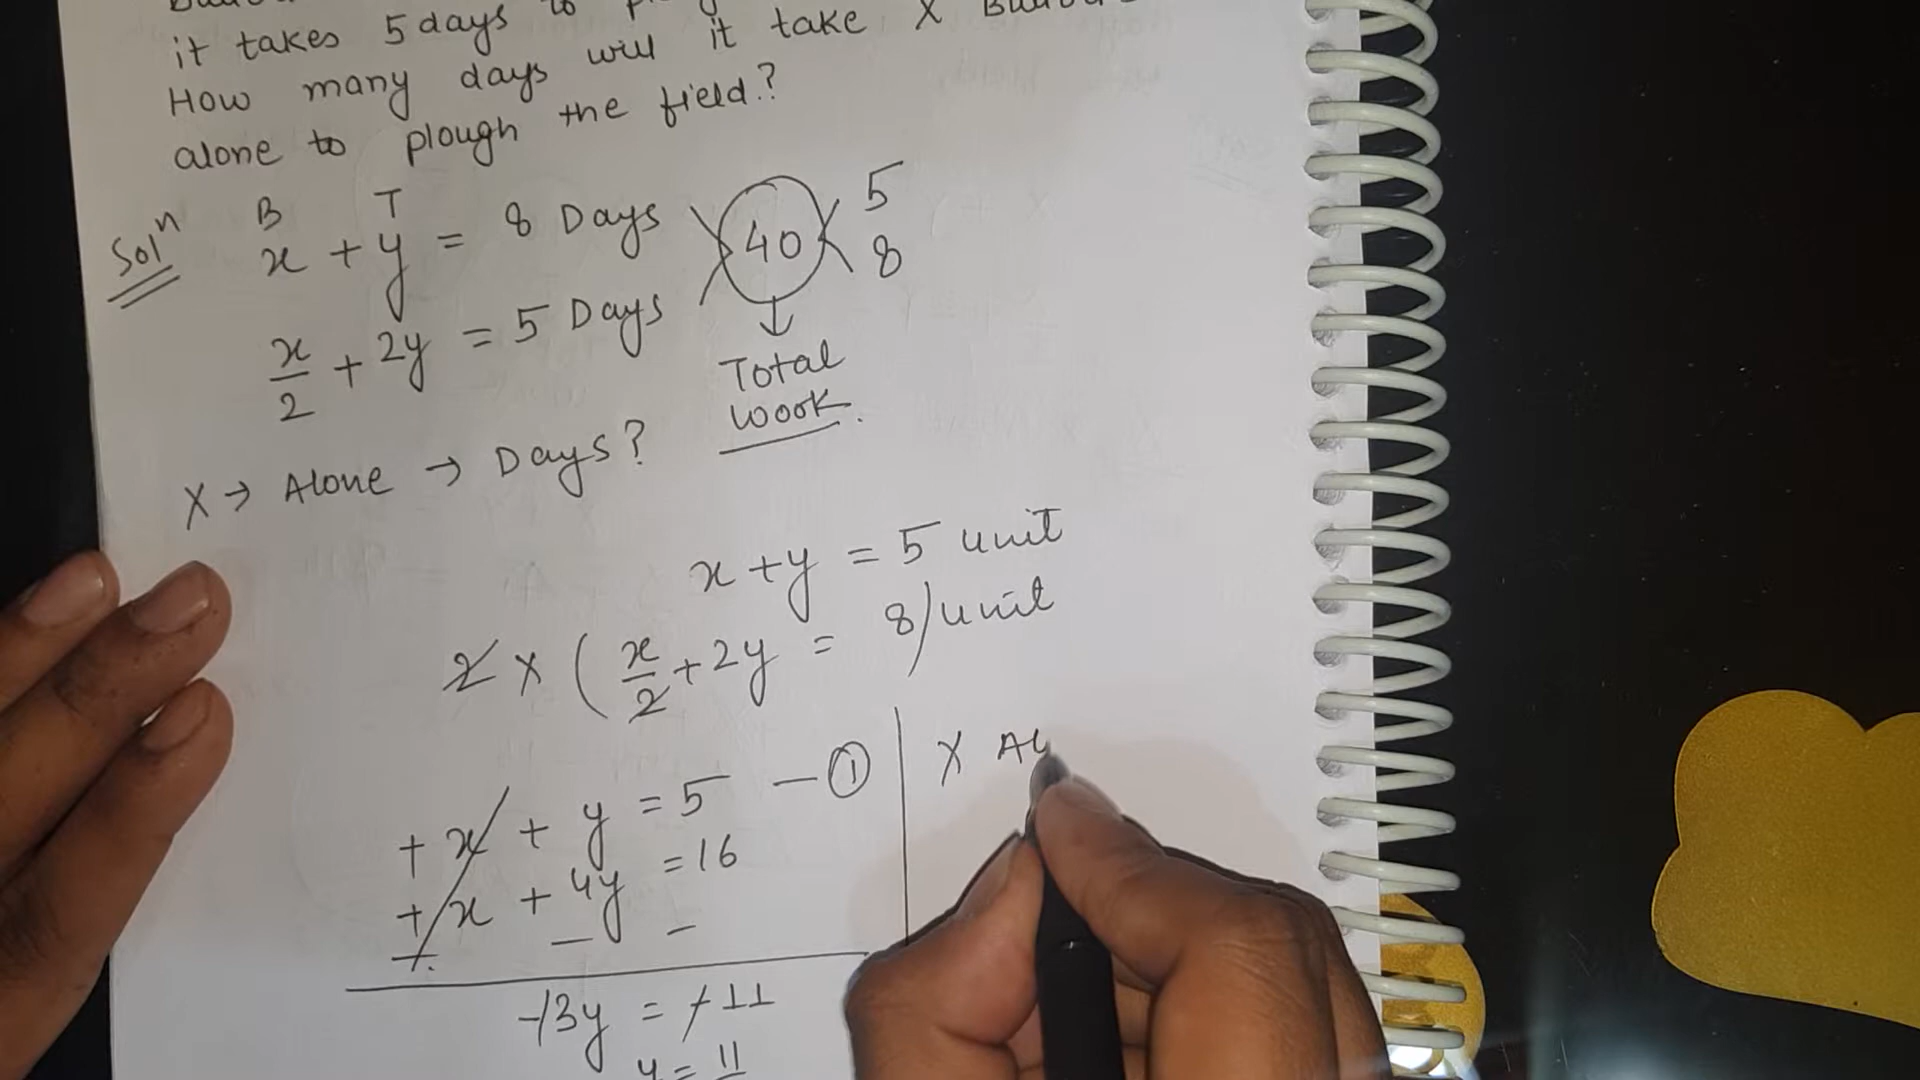 it takes 5 days to
How many days will it take X
alone to plough the field?
Solⁿ
B T
x + y = 8 Days
40
5
8
x/2 + 2y = 5 Days
Total
Work.
X → Alone → Days?
x + y = 5 unit
2 X ( x/2 + 2y = 8 ) unit
+ x + y = 5 — ①
+ x + 4y = 16
- - -
-3y = -11
y = 11
X Al